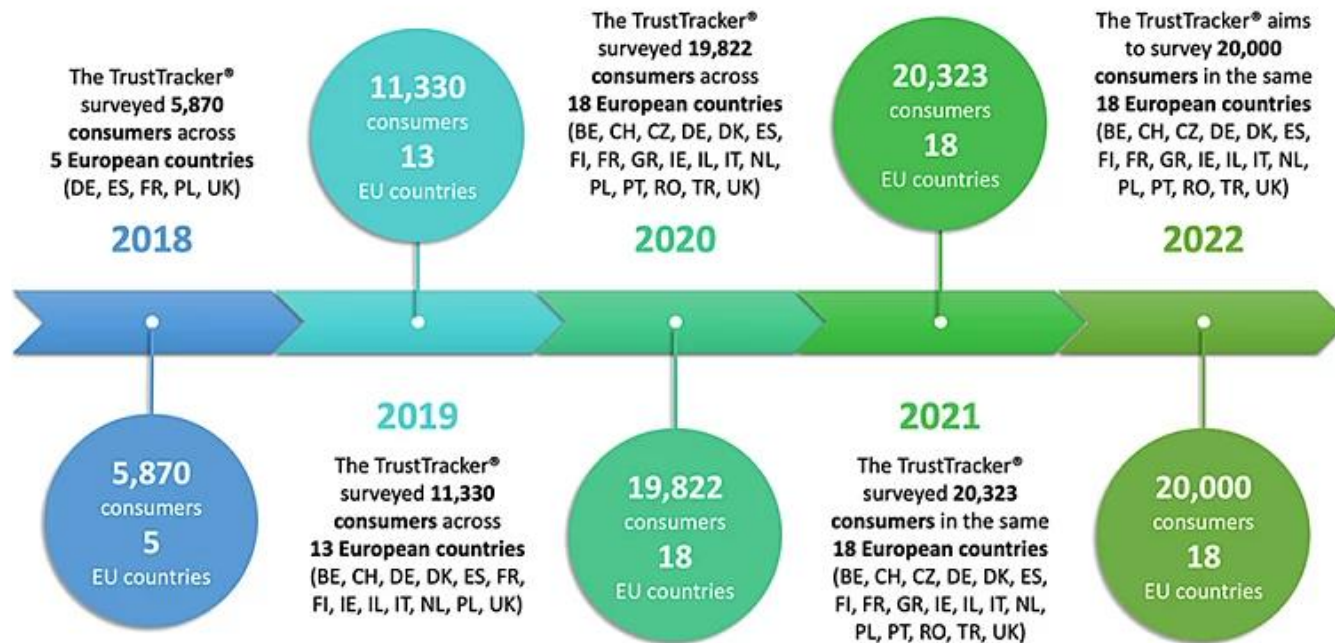 The TrustTracker®
surveyed 5,870
consumers across
5 European countries
(DE, ES, FR, PL, UK)
2018
5,870
consumers
5
EU countries
11,330
consumers
13
EU countries
2019
The TrustTracker®
surveyed 11,330
consumers across
13 European countries
(BE, CH, DE, DK, ES, FR,
FI, IE, IL, IT, NL, PL, UK)
The TrustTracker®
surveyed 19,822
consumers across
18 European countries
(BE, CH, CZ, DE, DK, ES,
FI, FR, GR, IE, IL, IT, NL,
PL, PT, RO, TR, UK)
2020
19,822
consumers
18
EU countries
20,323
consumers
18
EU countries
2021
The TrustTracker®
surveyed 20,323
consumers in the same
18 European countries
(BE, CH, CZ, DE, DK, ES,
FI, FR, GR, IE, IL, IT, NL,
PL, PT, RO, TR, UK)
The TrustTracker® aims
to survey 20,000
consumers in the same
18 European countries
(BE, CH, CZ, DE, DK, ES,
FI, FR, GR, IE, IL, IT, NL,
PL, PT, RO, TR, UK)
2022
20,000
consumers
18
EU countries